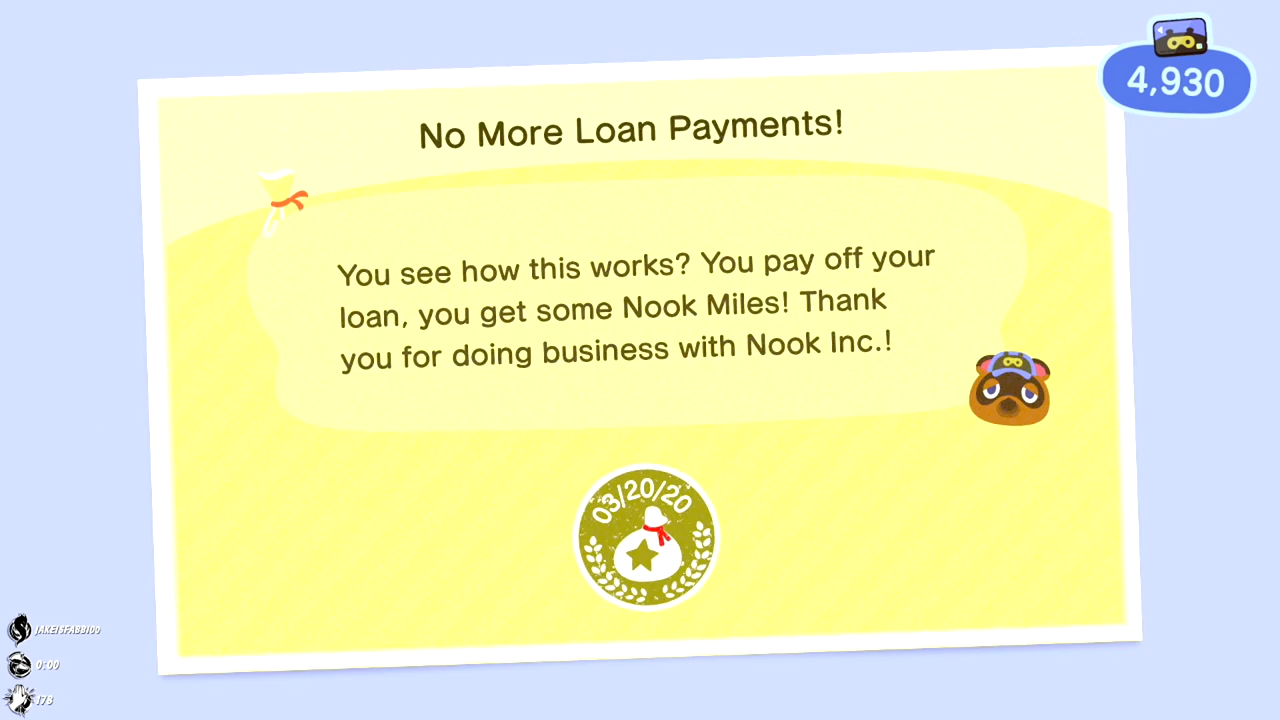 4,930
No More Loan Payments!
You see how this works? You pay off your
loan, you get some Nook Miles! Thank
you for doing business with Nook Inc.!
03/20/20
0:00
178